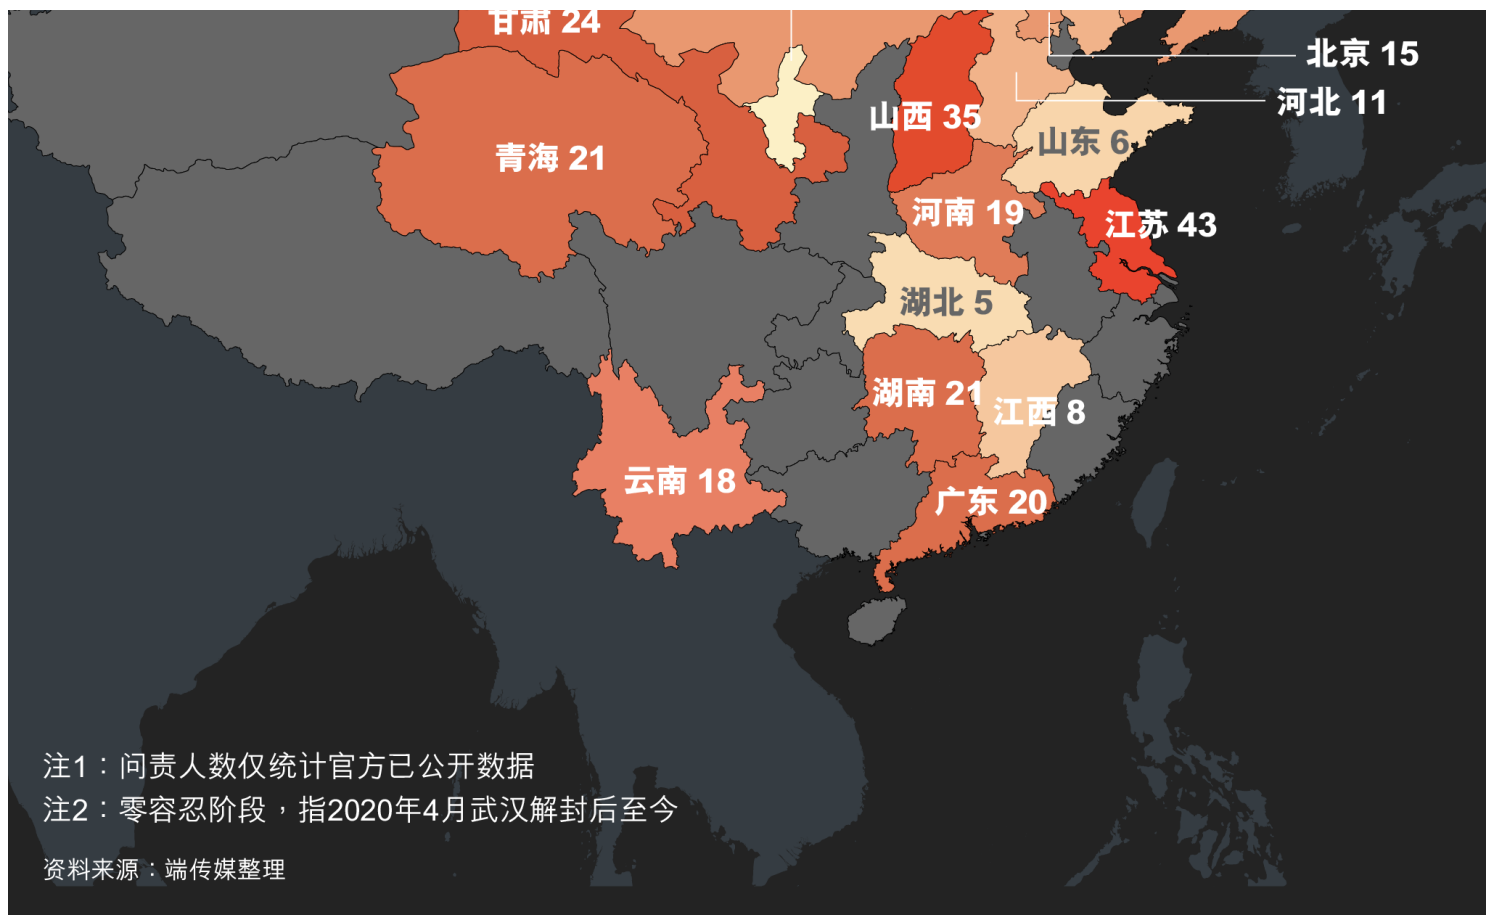 甘肃 24
北京 15
河北 11
山西 35
山东 6
青海 21
河南 19
江苏 43
湖北 5
湖南 21
江西 8
云南 18
广东 20
注1：问责人数仅统计官方已公开数据
注2：零容忍阶段，指2020年4月武汉解封后至今
资料来源：端传媒整理